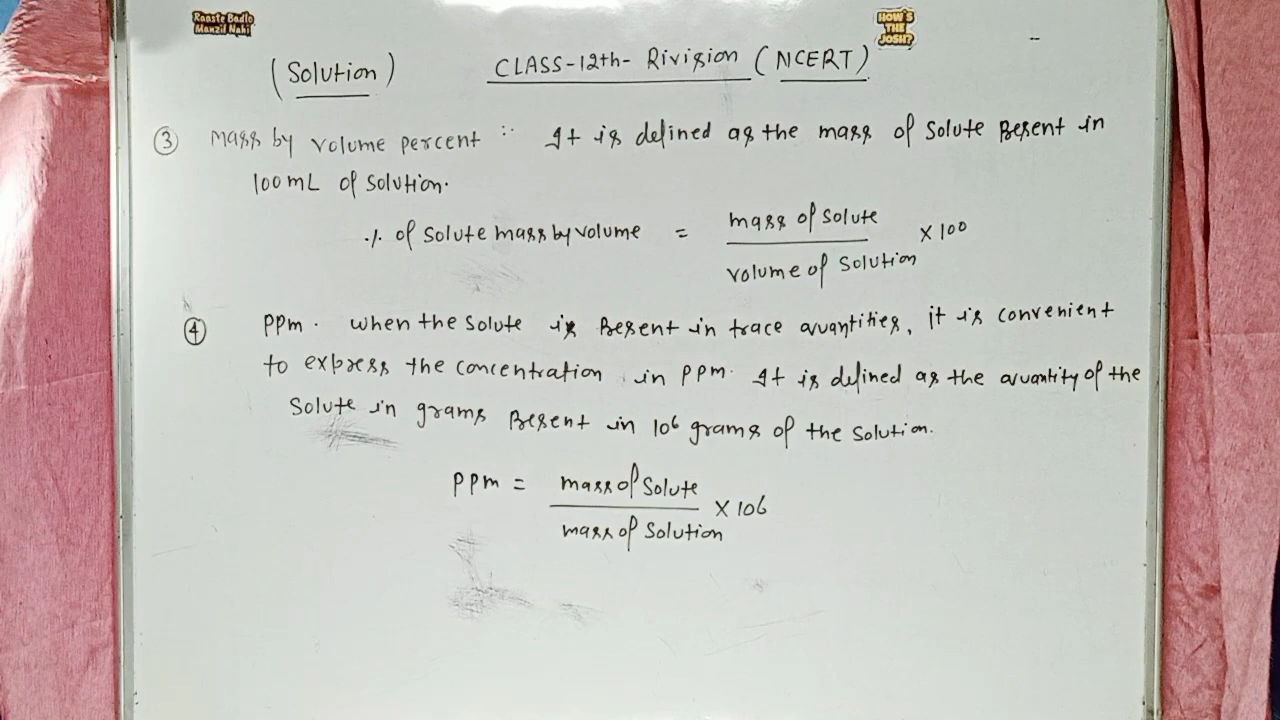 Raaste Badlo
Manzil Nahi
HOW'S
THE
JOSH?
(Solution) CLASS-12th- Rivision (NCERT)
③ Mass by volume percent :- It is defined as the mass of solute Present in
100 mL of solution.
% of solute mass by volume = mass of solute / volume of solution × 100
④ PPm. when the solute is Present in trace quantities, it is convenient
to express the concentration in PPm. It is defined as the quantity of the
Solute in grams Present in 10⁶ grams of the solution.
PPm = mass of solute / mass of solution × 106